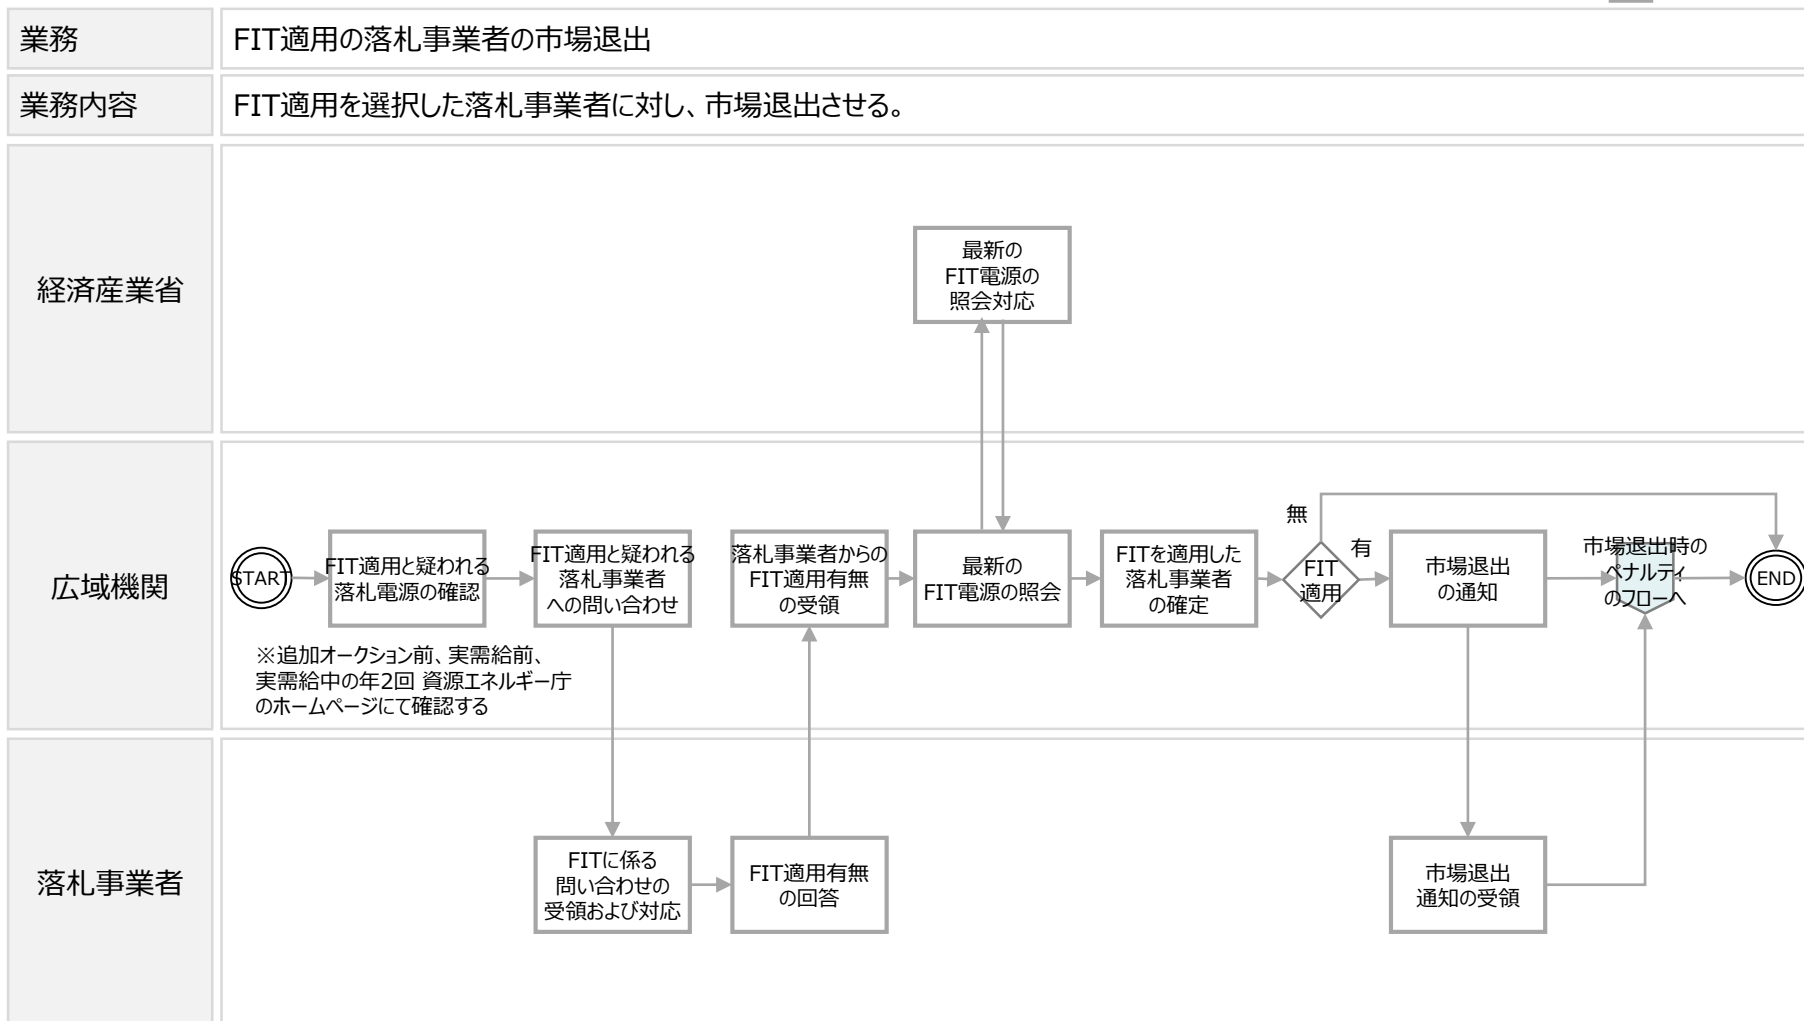 業務
FIT適用の落札事業者の市場退出
業務内容
FIT適用を選択した落札事業者に対し、市場退出させる。
経済産業省
最新の
FIT電源の
照会対応
広域機関
START
FIT適用と疑われる
落札電源の確認
FIT適用と疑われる
落札事業者
への問い合わせ
落札事業者からの
FIT適用有無
の受領
最新の
FIT電源の照会
FITを適用した
落札事業者
の確定
FIT
適用
無
有
市場退出
の通知
市場退出時の
ペナルティ
のフローへ
END
※追加オークション前、実需給前、
実需給中の年2回 資源エネルギー庁
のホームページにて確認する
落札事業者
FITに係る
問い合わせの
受領および対応
FIT適用有無
の回答
市場退出
通知の受領